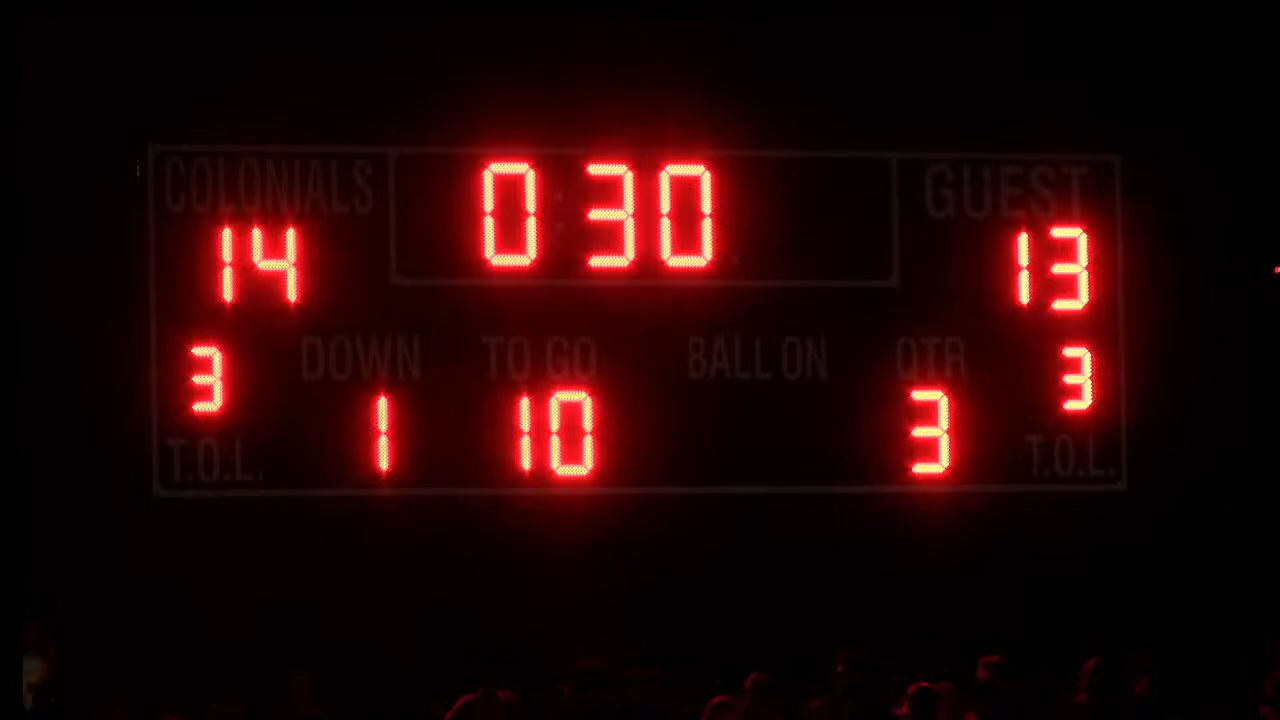 COLONIALS 0:30 GUEST
14 13
3 DOWN TO GO BALL ON QTR 3
1 10 3
T.O.L. T.O.L.